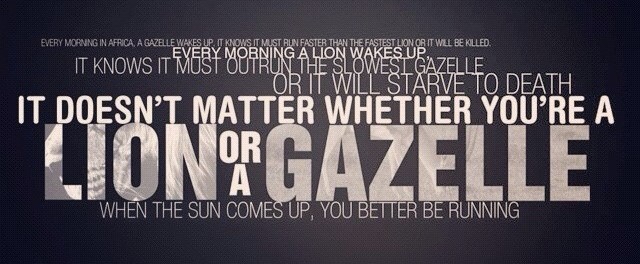 EVERY MORNING IN AFRICA, A GAZELLE WAKES UP, IT KNOWS IT MUST RUN FASTER THAN THE FASTEST LION OR IT WILL BE KILLED.
EVERY MORNING A LION WAKES UP,
IT KNOWS IT MUST OUTRUN THE SLOWEST GAZELLE
OR IT WILL STARVE TO DEATH
IT DOESN'T MATTER WHETHER YOU'RE A
LION OR A GAZELLE
WHEN THE SUN COMES UP, YOU BETTER BE RUNNING